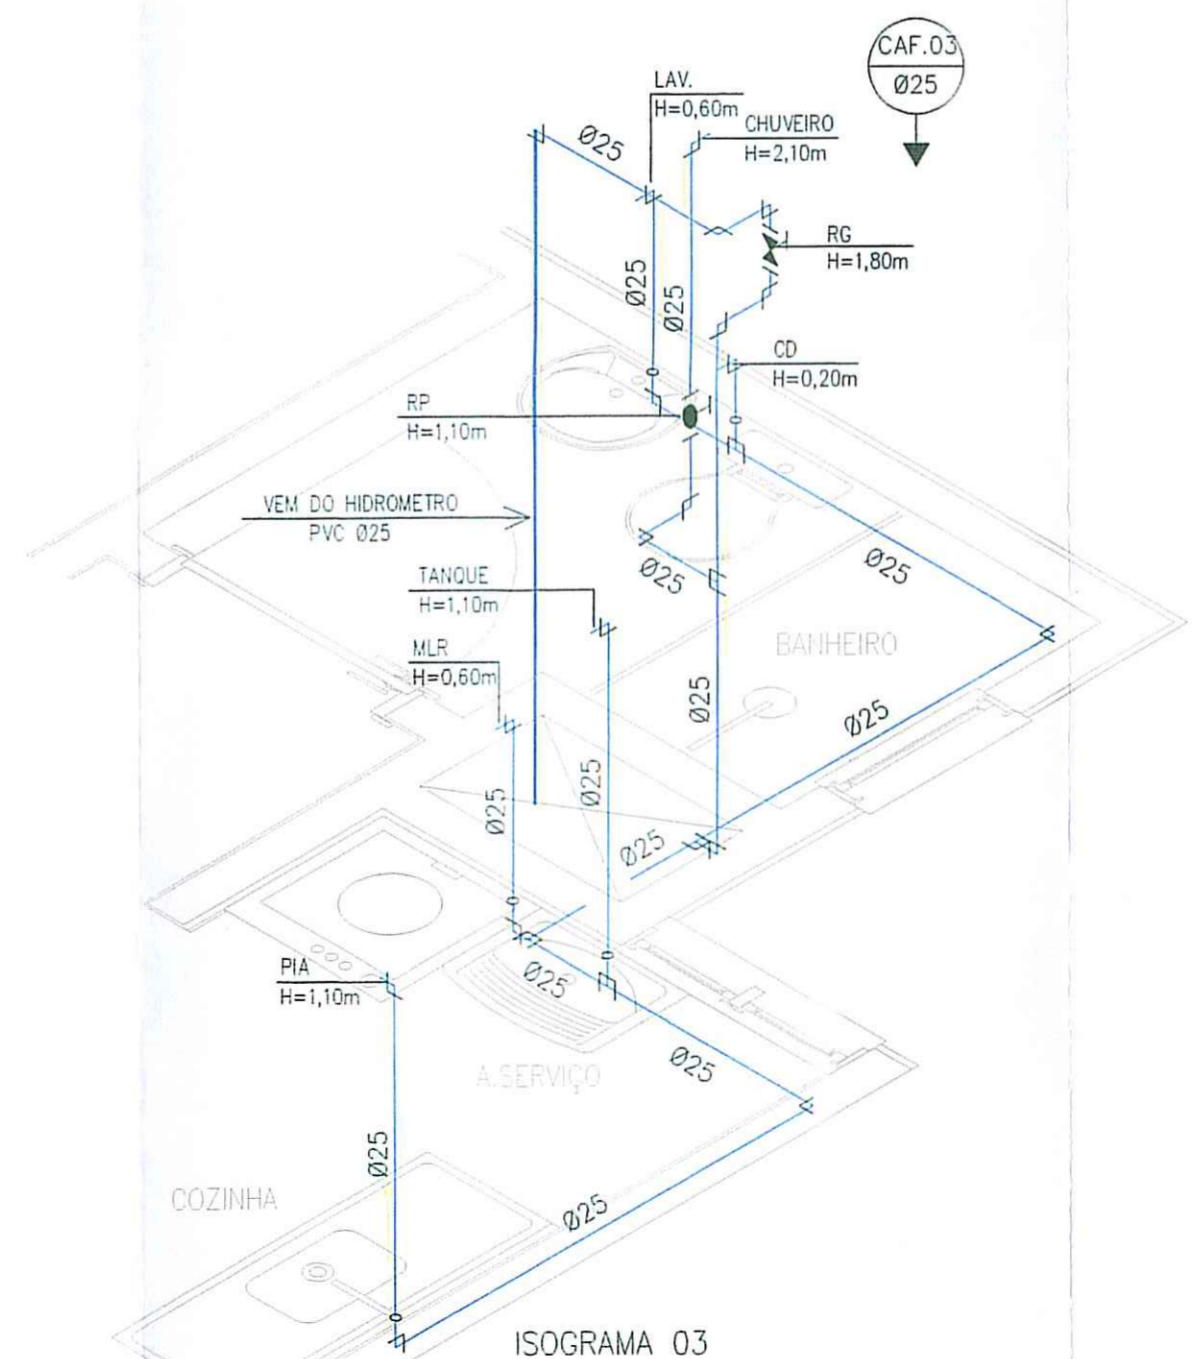 CAF.03
Ø25
LAV.
H=0,60m
Ø25
CHUVEIRO
H=2,10m
RG
H=1,80m
Ø25
Ø25
CD
H=0,20m
RP
H=1,10m
VEM DO HIDROMETRO
PVC Ø25
Ø25
Ø25
TANQUE
H=1,10m
BANHEIRO
MLR
H=0,60m
Ø25
Ø25
Ø25
Ø25
Ø25
PIA
H=1,10m
Ø25
Ø25
A.SERVIÇO
Ø25
COZINHA
Ø25
ISOGRAMA 03